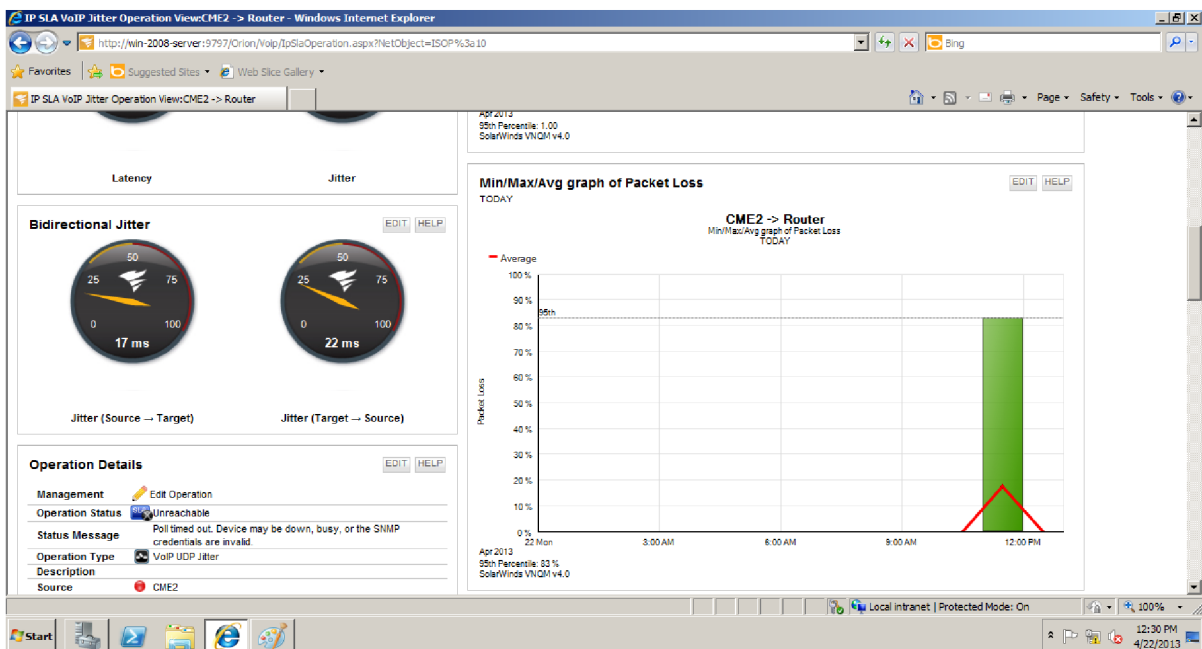 IP SLA VoIP Jitter Operation View:CME2 -> Router - Windows Internet Explorer
http://win-2008-server:9797/Orion/Voip/IpSlaOperation.aspx?NetObject=ISOP%3a10
Bing
Favorites
Suggested Sites
Web Slice Gallery
IP SLA VoIP Jitter Operation View:CME2 -> Router
Page
Safety
Tools
Latency
Jitter
Bidirectional Jitter
EDIT HELP
0
25
50
75
100
17 ms
0
25
50
75
100
22 ms
Jitter (Source → Target)
Jitter (Target → Source)
Operation Details
EDIT HELP
Management Edit Operation
Operation Status Unreachable
Status Message Poll timed out. Device may be down, busy, or the SNMP
credentials are invalid.
Operation Type VoIP UDP Jitter
Description
Source CME2
Apr 2013
95th Percentile: 1.00
SolarWinds VNQM v4.0
Min/Max/Avg graph of Packet Loss
EDIT HELP
TODAY
CME2 -> Router
Min/Max/Avg graph of Packet Loss
TODAY
Average
100 %
90 %
95th
80 %
70 %
60 %
50 %
40 %
30 %
20 %
10 %
0 %
Packet Loss
22 Mon
3:00 AM
6:00 AM
9:00 AM
12:00 PM
Apr 2013
95th Percentile: 83 %
SolarWinds VNQM v4.0
Local intranet | Protected Mode: On
100%
Start
12:30 PM
4/22/2013